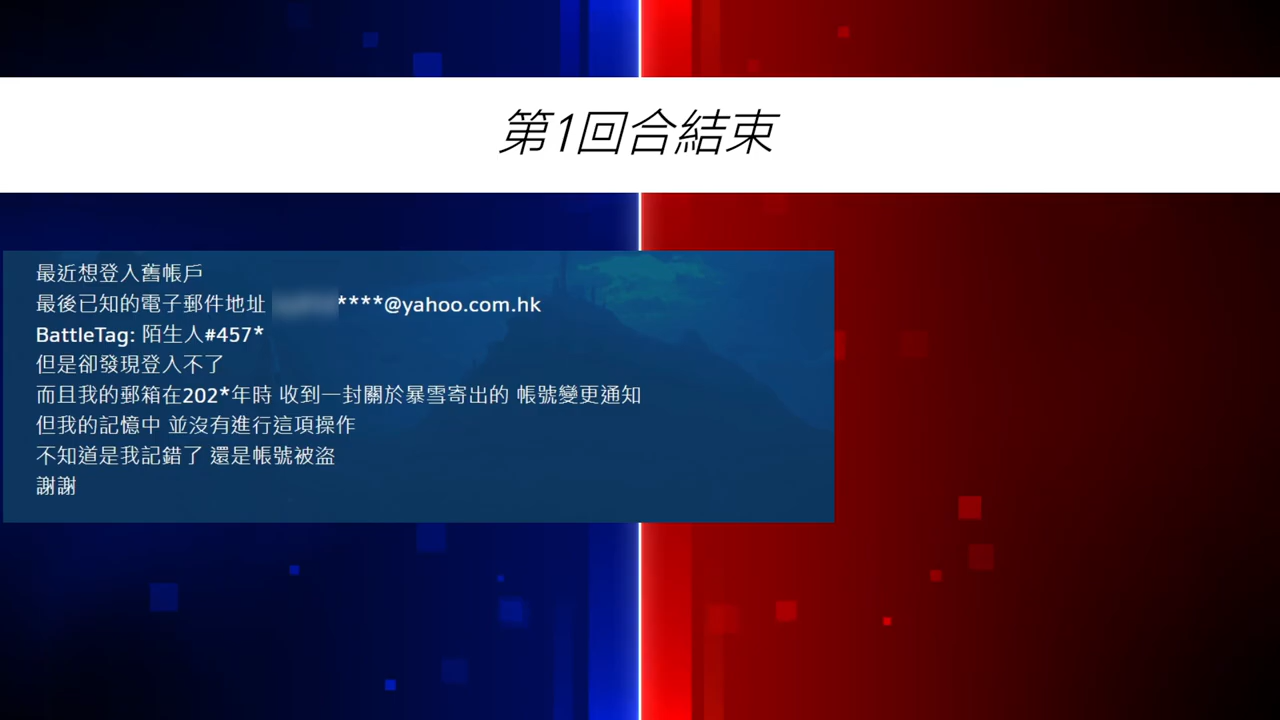 第1回合結束
最近想登入舊帳戶
最後已知的電子郵件地址 ****@yahoo.com.hk
BattleTag: 陌生人#457*
但是卻發現登入不了
而且我的郵箱在202*年時 收到一封關於暴雪寄出的 帳號變更通知
但我的記憶中 並沒有進行這項操作
不知道是我記錯了 還是帳號被盜
謝謝